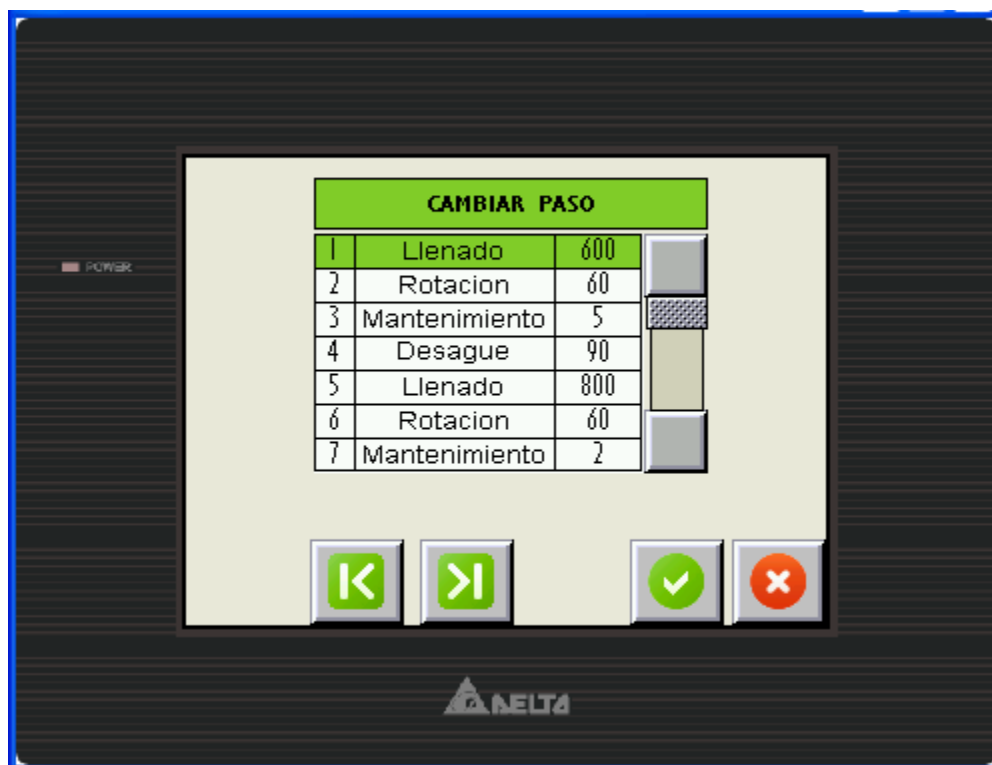 CAMBIAR PASO
1 Llenado 600
2 Rotacion 60
3 Mantenimiento 5
4 Desague 90
5 Llenado 800
6 Rotacion 60
7 Mantenimiento 2
POWER
DELTA